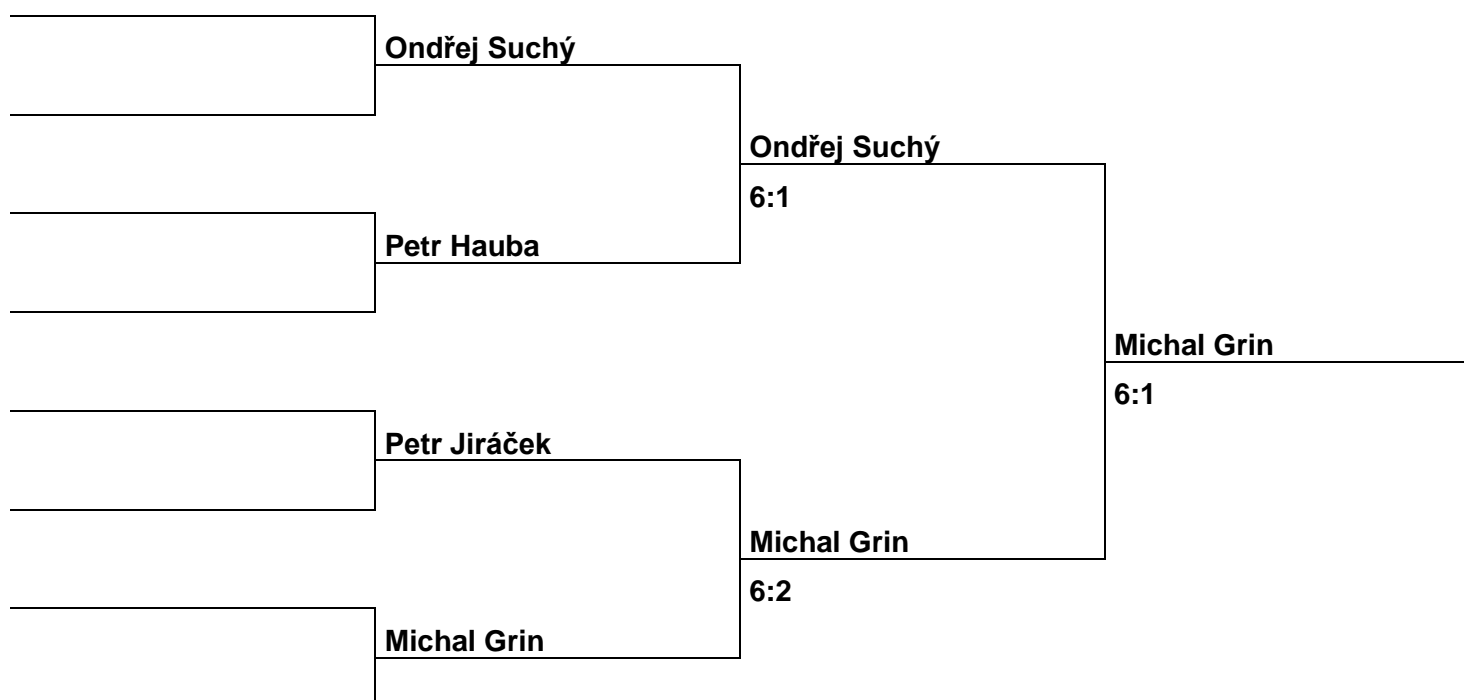 Ondřej Suchý
Ondřej Suchý
6:1
Petr Hauba
Michal Grin
6:1
Petr Jiráček
Michal Grin
6:2
Michal Grin